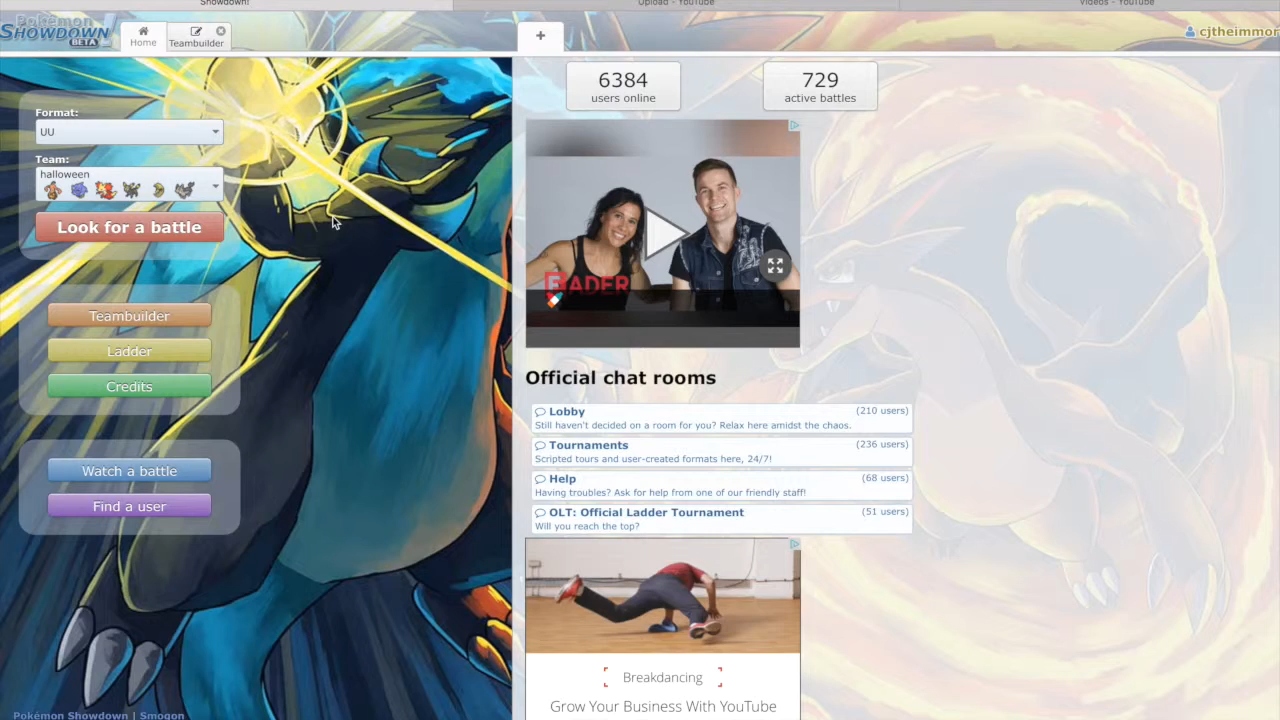 Showdown!
Upload - YouTube
Videos - YouTube
Pokémon
SHOWDOWN
BETA
Home
Teambuilder
+
cjtheimmor
Format:
UU
Team:
halloween
Look for a battle
Teambuilder
Ladder
Credits
Watch a battle
Find a user
Pokémon Showdown | Smogon
6384
users online
729
active battles
Official chat rooms
Lobby (210 users)
Still haven't decided on a room for you? Relax here amidst the chaos.
Tournaments (236 users)
Scripted tours and user-created formats here, 24/7!
Help (68 users)
Having troubles? Ask for help from one of our friendly staff!
OLT: Official Ladder Tournament (51 users)
Will you reach the top?
Breakdancing
Grow Your Business With YouTube